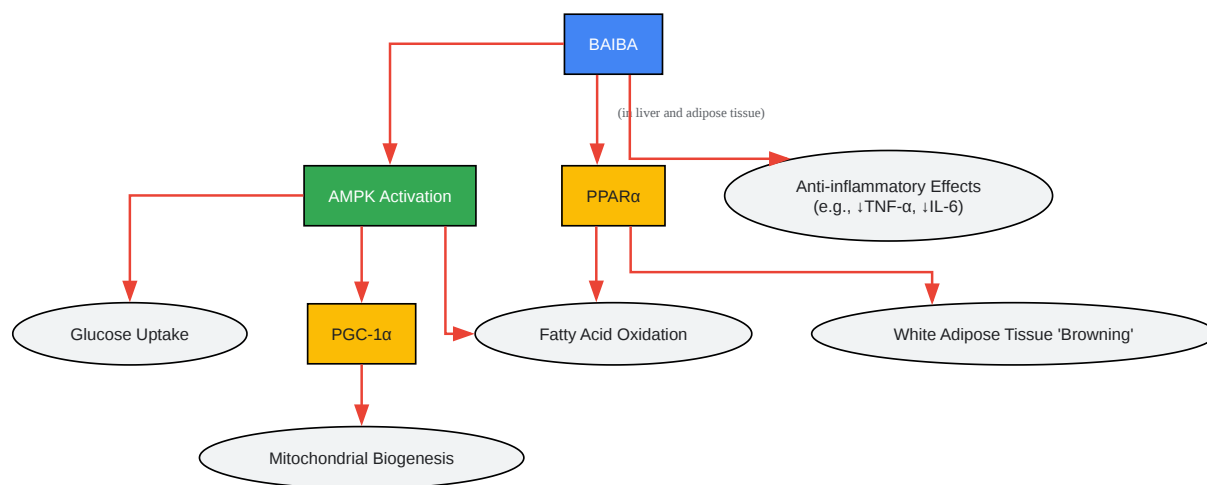 BAIBA
(in liver and adipose tissue)
AMPK Activation
PPARα
Anti-inflammatory Effects
(e.g., ↓TNF-α, ↓IL-6)
Glucose Uptake
PGC-1α
Fatty Acid Oxidation
White Adipose Tissue 'Browning'
Mitochondrial Biogenesis